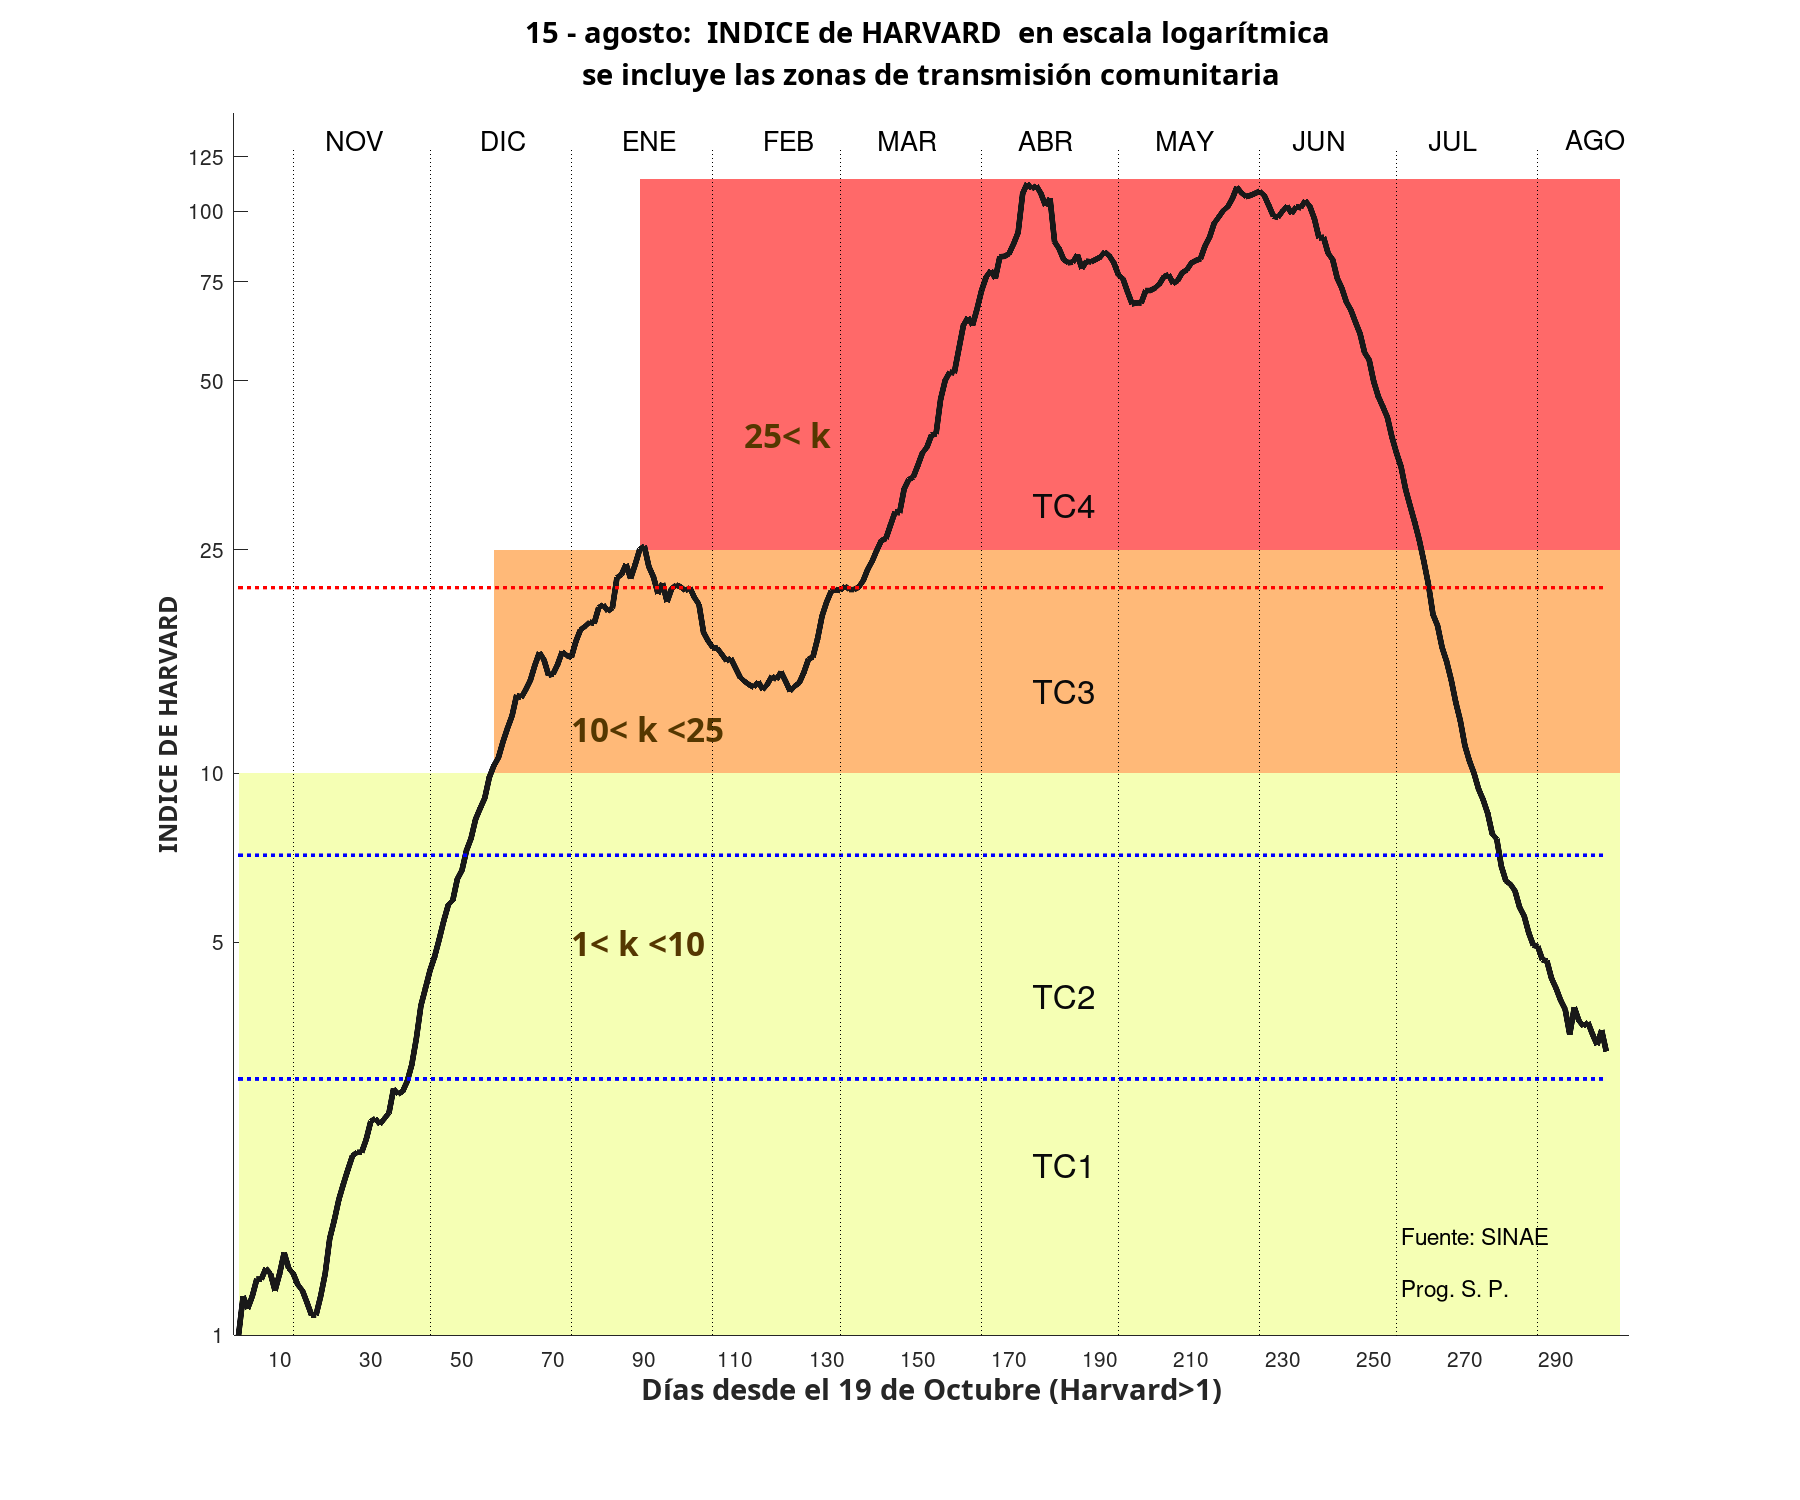 15 - agosto:  INDICE de HARVARD  en escala logarítmica
se incluye las zonas de transmisión comunitaria
NOV DIC ENE FEB MAR ABR MAY JUN JUL AGO
125
100
75
50
25
10
5
1
INDICE DE HARVARD
25< k
TC4
TC3
10< k <25
1< k <10
TC2
TC1
Fuente: SINAE
Prog. S. P.
10 30 50 70 90 110 130 150 170 190 210 230 250 270 290
Días desde el 19 de Octubre (Harvard>1)